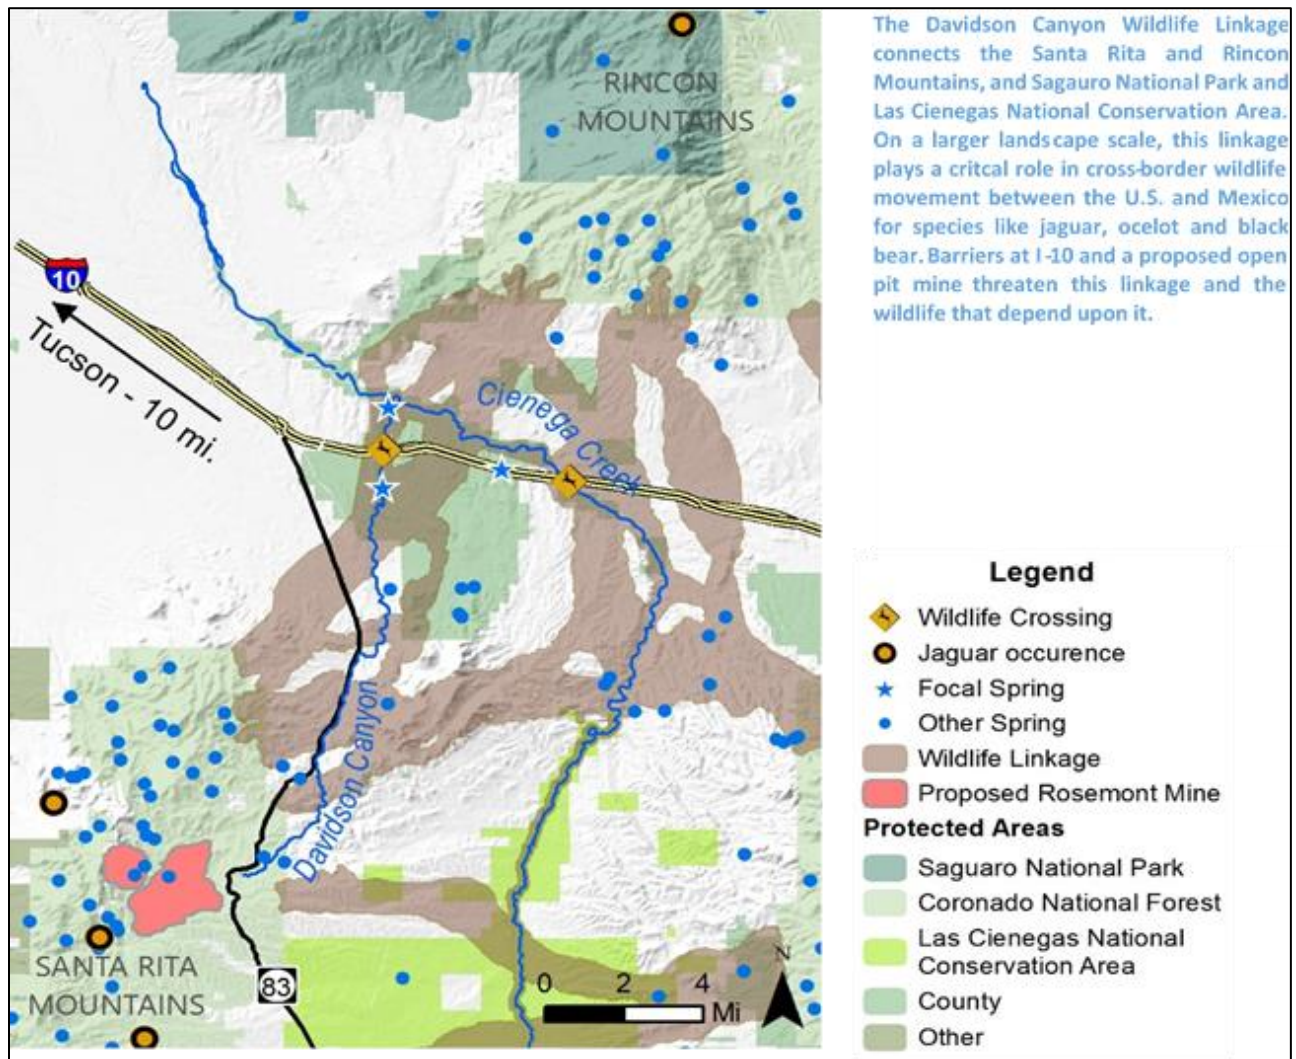 The Davidson Canyon Wildlife Linkage
connects the Santa Rita and Rincon
Mountains, and Sagauro National Park and
Las Cienegas National Conservation Area.
On a larger landscape scale, this linkage
plays a critcal role in cross-border wildlife
movement between the U.S. and Mexico
for species like jaguar, ocelot and black
bear. Barriers at I-10 and a proposed open
pit mine threaten this linkage and the
wildlife that depend upon it.
RINCON
MOUNTAINS
10
Tucson - 10 mi.
Cienega Creek
Davidson Canyon
SANTA RITA
MOUNTAINS
83
0 2 4
Mi
N
Legend
Wildlife Crossing
Jaguar occurence
Focal Spring
Other Spring
Wildlife Linkage
Proposed Rosemont Mine
Protected Areas
Saguaro National Park
Coronado National Forest
Las Cienegas National
Conservation Area
County
Other